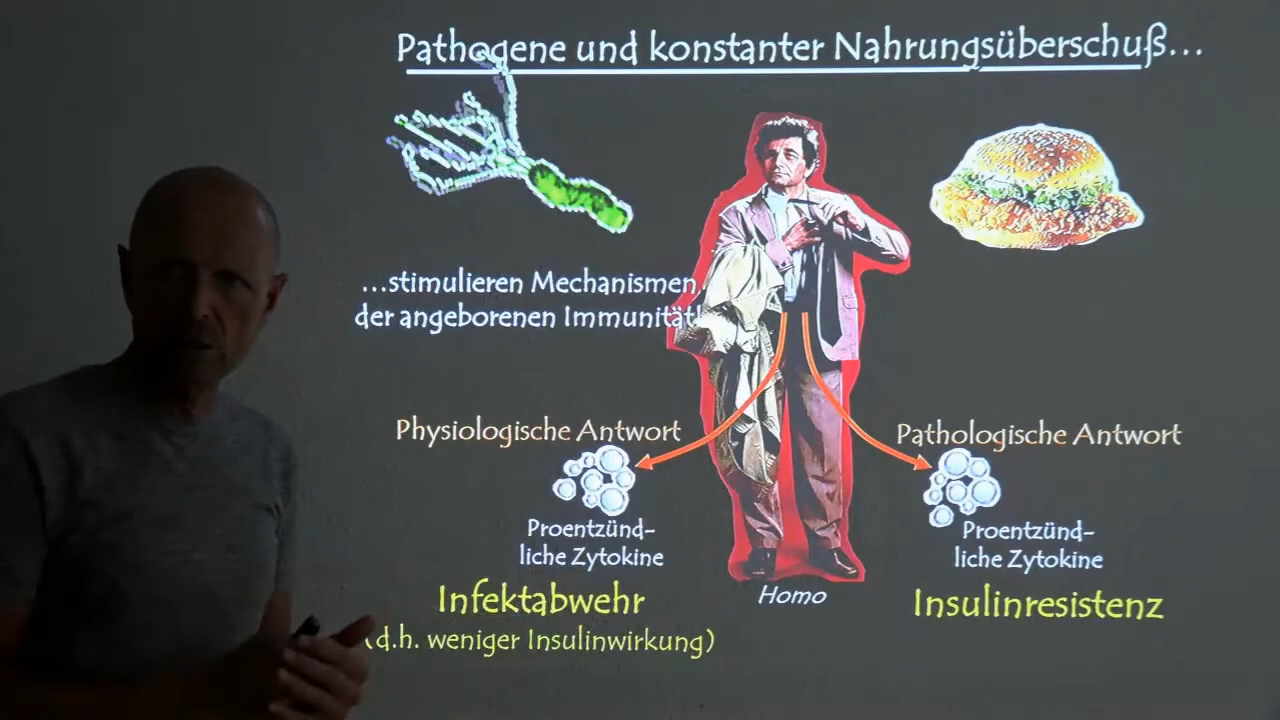 Pathogene und konstanter Nahrungsüberschuß...
...stimulieren Mechanismen,
der angeborenen Immunität!
Physiologische Antwort
Pathologische Antwort
Proentzünd-
liche Zytokine
Proentzünd-
liche Zytokine
Infektabwehr
(d.h. weniger Insulinwirkung)
Homo
Insulinresistenz